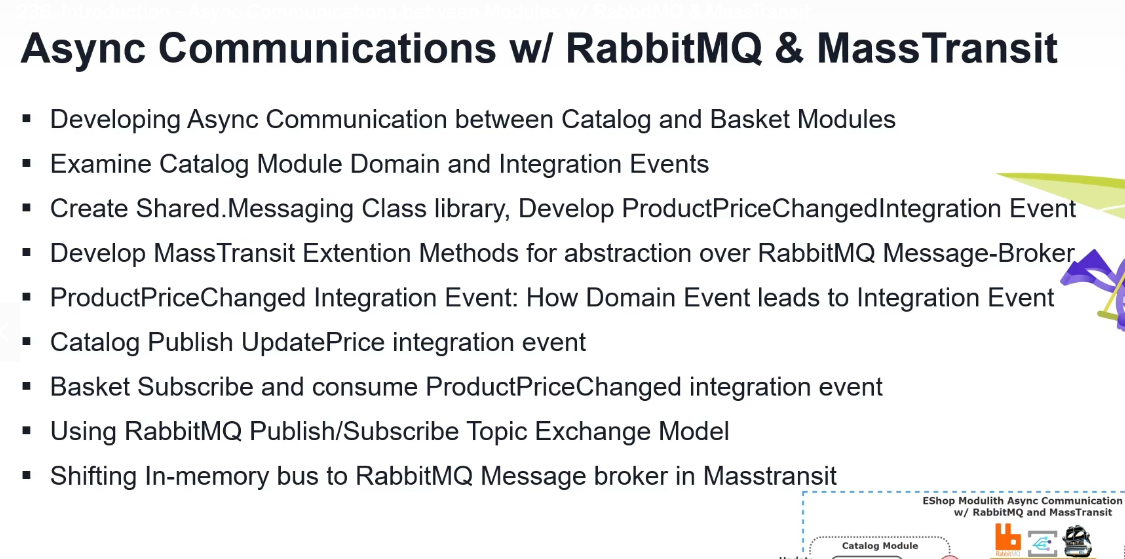 Async Communications w/ RabbitMQ & MassTransit
▪ Developing Async Communication between Catalog and Basket Modules
▪ Examine Catalog Module Domain and Integration Events
▪ Create Shared.Messaging Class library, Develop ProductPriceChangedIntegration Event
▪ Develop MassTransit Extention Methods for abstraction over RabbitMQ Message-Broker
▪ ProductPriceChanged Integration Event: How Domain Event leads to Integration Event
▪ Catalog Publish UpdatePrice integration event
▪ Basket Subscribe and consume ProductPriceChanged integration event
▪ Using RabbitMQ Publish/Subscribe Topic Exchange Model
▪ Shifting In-memory bus to RabbitMQ Message broker in Masstransit
EShop Modulith Async Communication
w/ RabbitMQ and MassTransit
RabbitMQ
Catalog Module